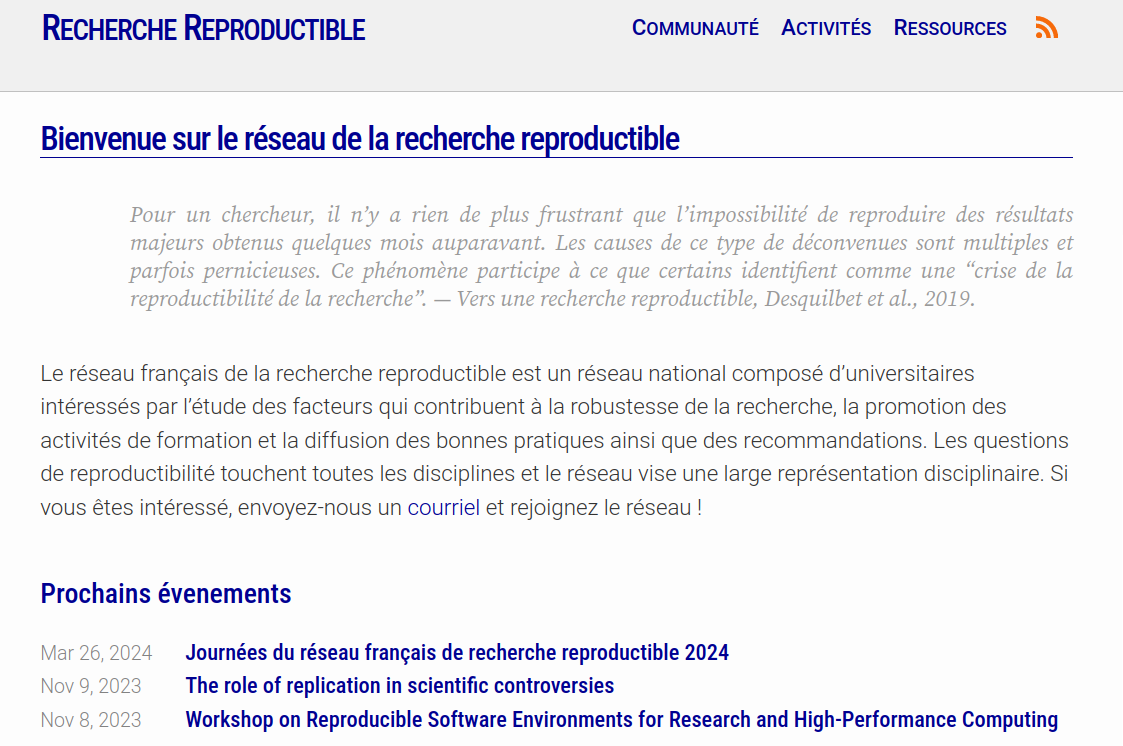 Recherche Reproductible
Communauté Activités Ressources
Bienvenue sur le réseau de la recherche reproductible
Pour un chercheur, il n’y a rien de plus frustrant que l’impossibilité de reproduire des résultats
majeurs obtenus quelques mois auparavant. Les causes de ce type de déconvenues sont multiples et
parfois pernicieuses. Ce phénomène participe à ce que certains identifient comme une “crise de la
reproductibilité de la recherche”. — Vers une recherche reproductible, Desquilbet et al., 2019.
Le réseau français de la recherche reproductible est un réseau national composé d’universitaires
intéressés par l’étude des facteurs qui contribuent à la robustesse de la recherche, la promotion des
activités de formation et la diffusion des bonnes pratiques ainsi que des recommandations. Les questions
de reproductibilité touchent toutes les disciplines et le réseau vise une large représentation disciplinaire. Si
vous êtes intéressé, envoyez-nous un courriel et rejoignez le réseau !
Prochains évenements
Mar 26, 2024 Journées du réseau français de recherche reproductible 2024
Nov 9, 2023 The role of replication in scientific controversies
Nov 8, 2023 Workshop on Reproducible Software Environments for Research and High-Performance Computing